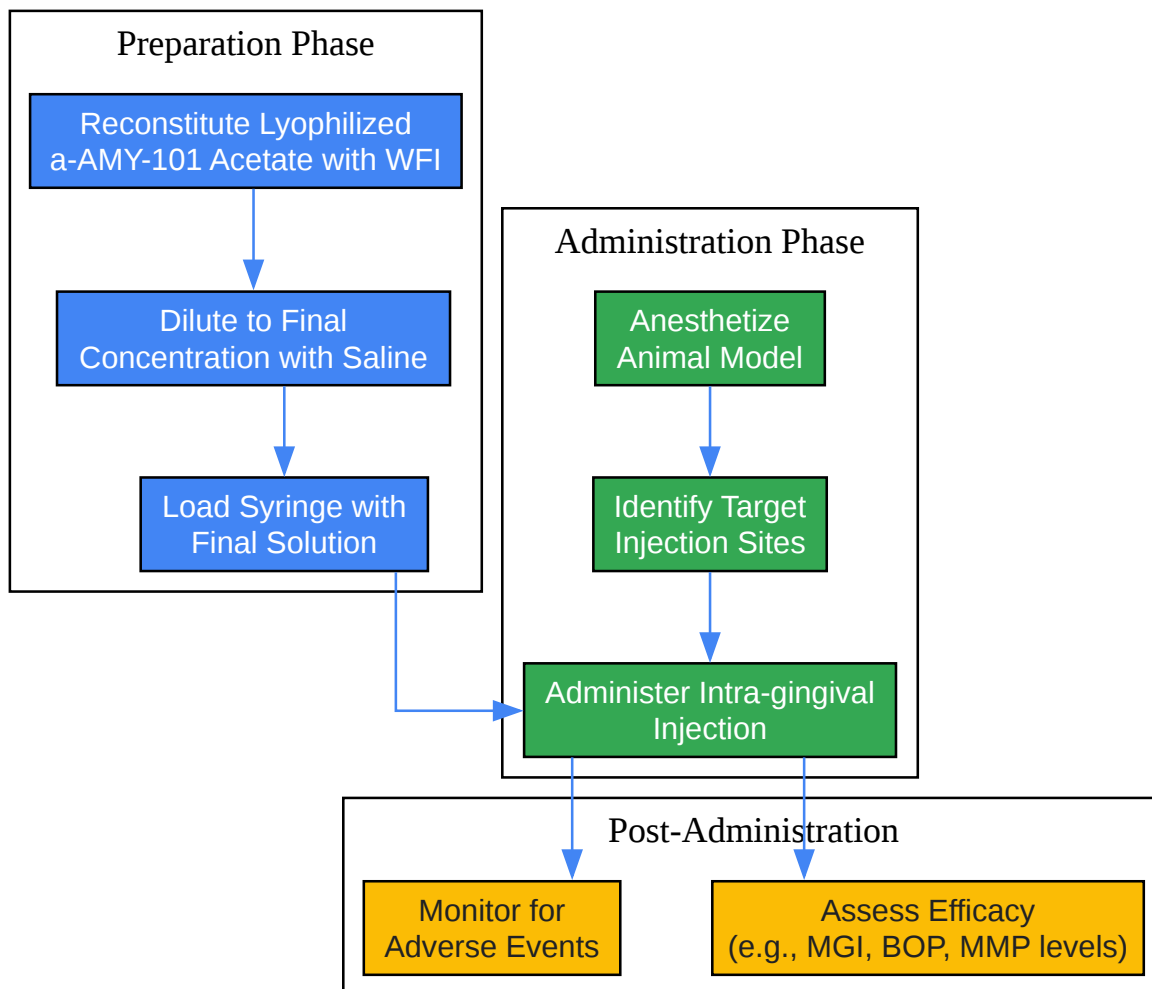 Preparation Phase
Reconstitute Lyophilized
a-AMY-101 Acetate with WFI
Dilute to Final
Concentration with Saline
Load Syringe with
Final Solution
Administration Phase
Anesthetize
Animal Model
Identify Target
Injection Sites
Administer Intra-gingival
Injection
Post-Administration
Monitor for
Adverse Events
Assess Efficacy
(e.g., MGI, BOP, MMP levels)